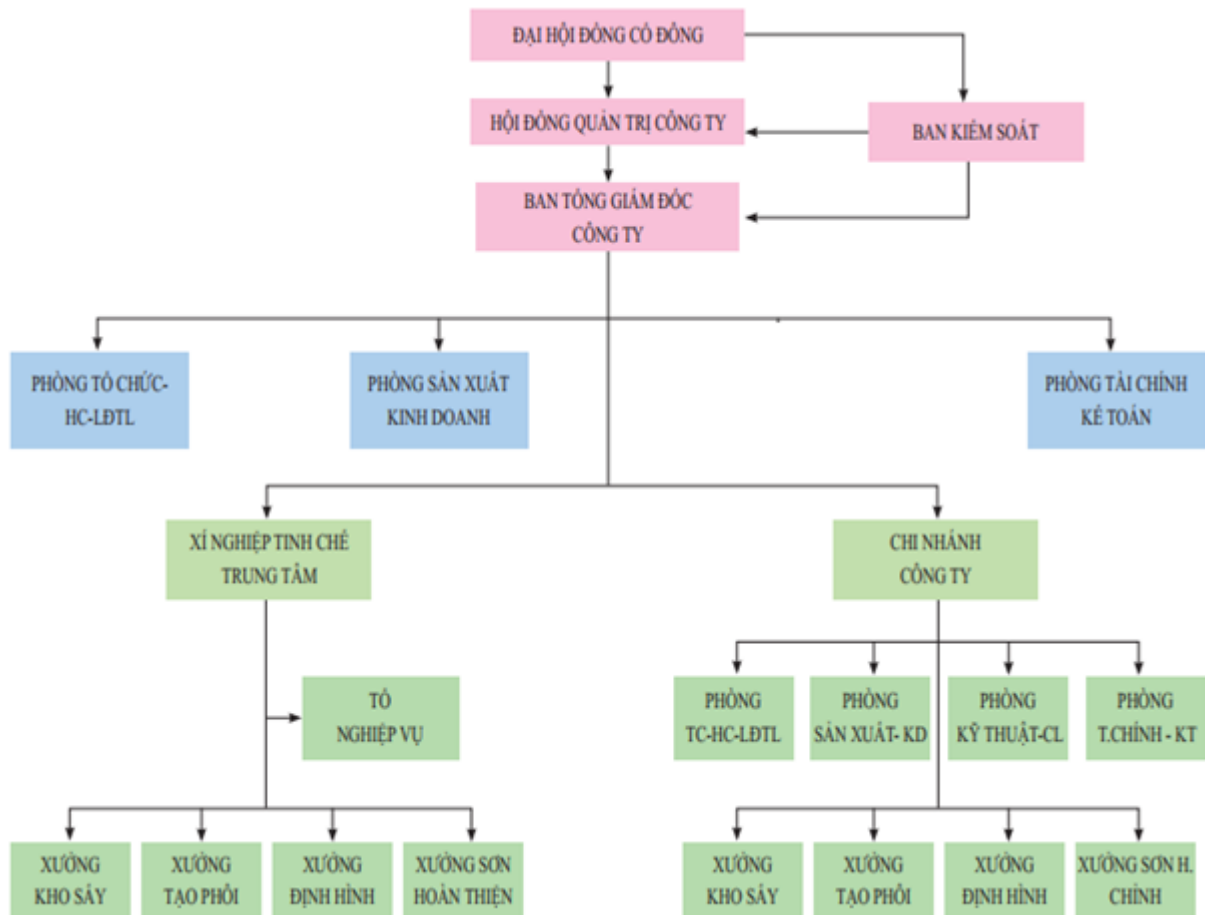 ĐẠI HỘI ĐỒNG CỔ ĐÔNG
HỘI ĐỒNG QUẢN TRỊ CÔNG TY
BAN KIỂM SOÁT
BAN TỔNG GIÁM ĐỐC
CÔNG TY
PHÒNG TỔ CHỨC-
HC-LĐTL
PHÒNG SẢN XUẤT
KINH DOANH
PHÒNG TÀI CHÍNH
KẾ TOÁN
XÍ NGHIỆP TINH CHẾ
TRUNG TÂM
CHI NHÁNH
CÔNG TY
TỔ
NGHIỆP VỤ
PHÒNG
TC-HC-LĐTL
PHÒNG
SẢN XUẤT- KD
PHÒNG
KỸ THUẬT-CL
PHÒNG
T.CHÍNH - KT
XƯỞNG
KHO SẤY
XƯỞNG
TẠO PHÔI
XƯỞNG
ĐỊNH HÌNH
XƯỞNG SƠN
HOÀN THIỆN
XƯỞNG
KHO SẤY
XƯỞNG
TẠO PHÔI
XƯỞNG
ĐỊNH HÌNH
XƯỞNG SƠN H.
CHỈNH